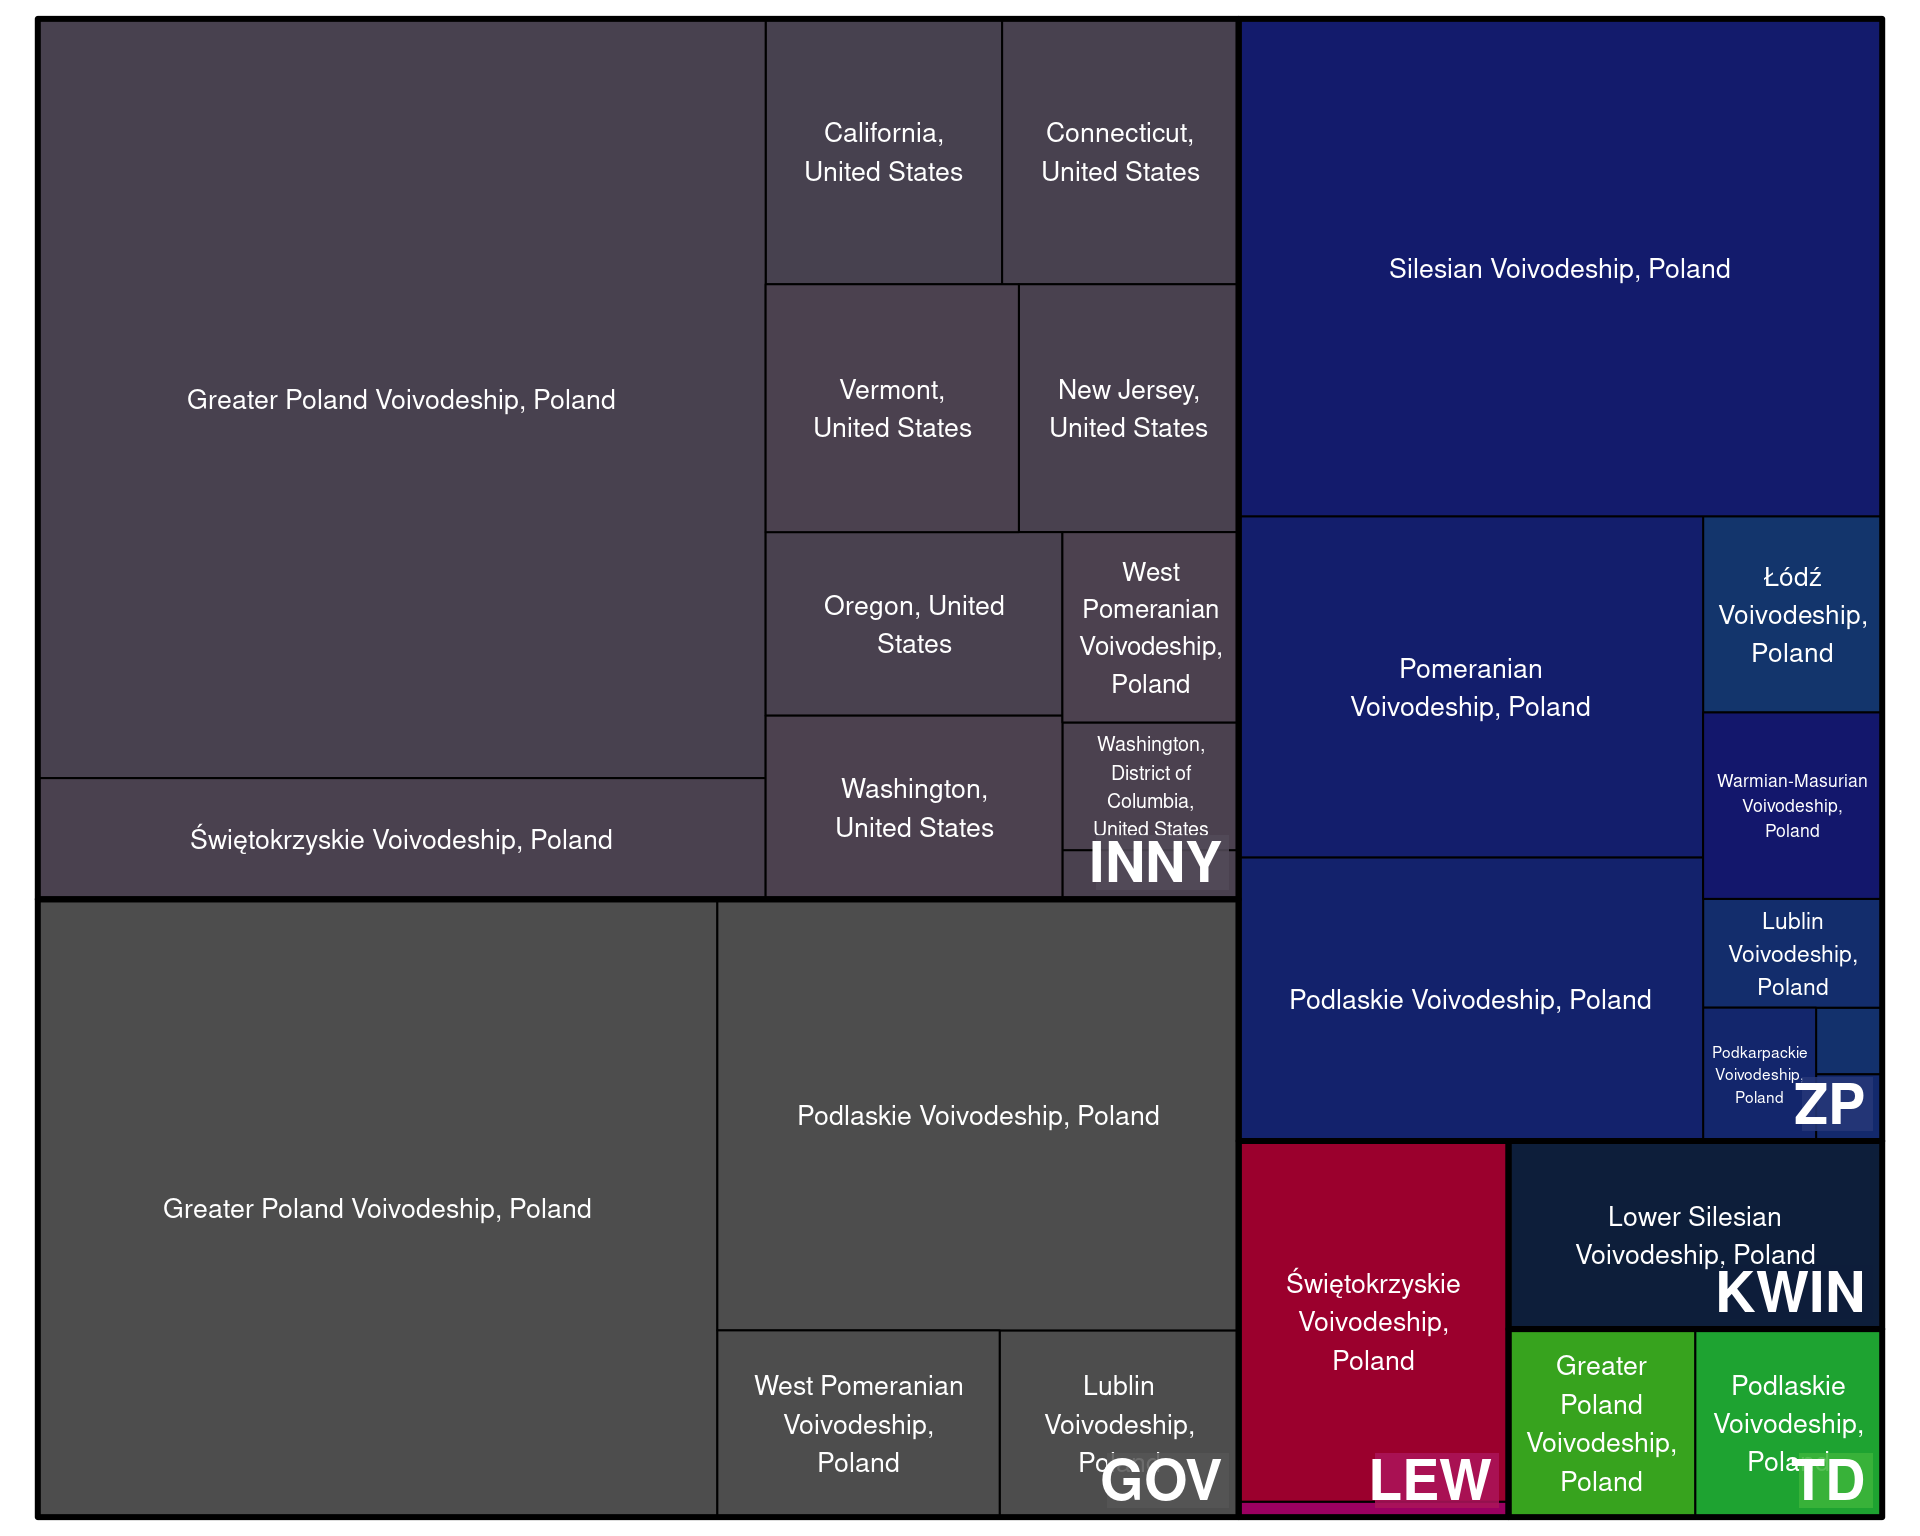 Greater Poland Voivodeship, Poland
Świętokrzyskie Voivodeship, Poland
California,
United States
Connecticut,
United States
Vermont,
United States
New Jersey,
United States
Oregon, United
States
West
Pomeranian
Voivodeship,
Poland
Washington,
United States
Washington,
District of
Columbia,
United States
INNY
Greater Poland Voivodeship, Poland
Podlaskie Voivodeship, Poland
West Pomeranian
Voivodeship,
Poland
Lublin
Voivodeship,
Poland
GOV
Silesian Voivodeship, Poland
Pomeranian
Voivodeship, Poland
Łódź
Voivodeship,
Poland
Warmian-Masurian
Voivodeship,
Poland
Podlaskie Voivodeship, Poland
Lublin
Voivodeship,
Poland
Podkarpackie
Voivodeship,
Poland
ZP
Świętokrzyskie
Voivodeship,
Poland
LEW
Lower Silesian
Voivodeship, Poland
KWIN
Greater
Poland
Voivodeship,
Poland
Podlaskie
Voivodeship,
Poland
TD